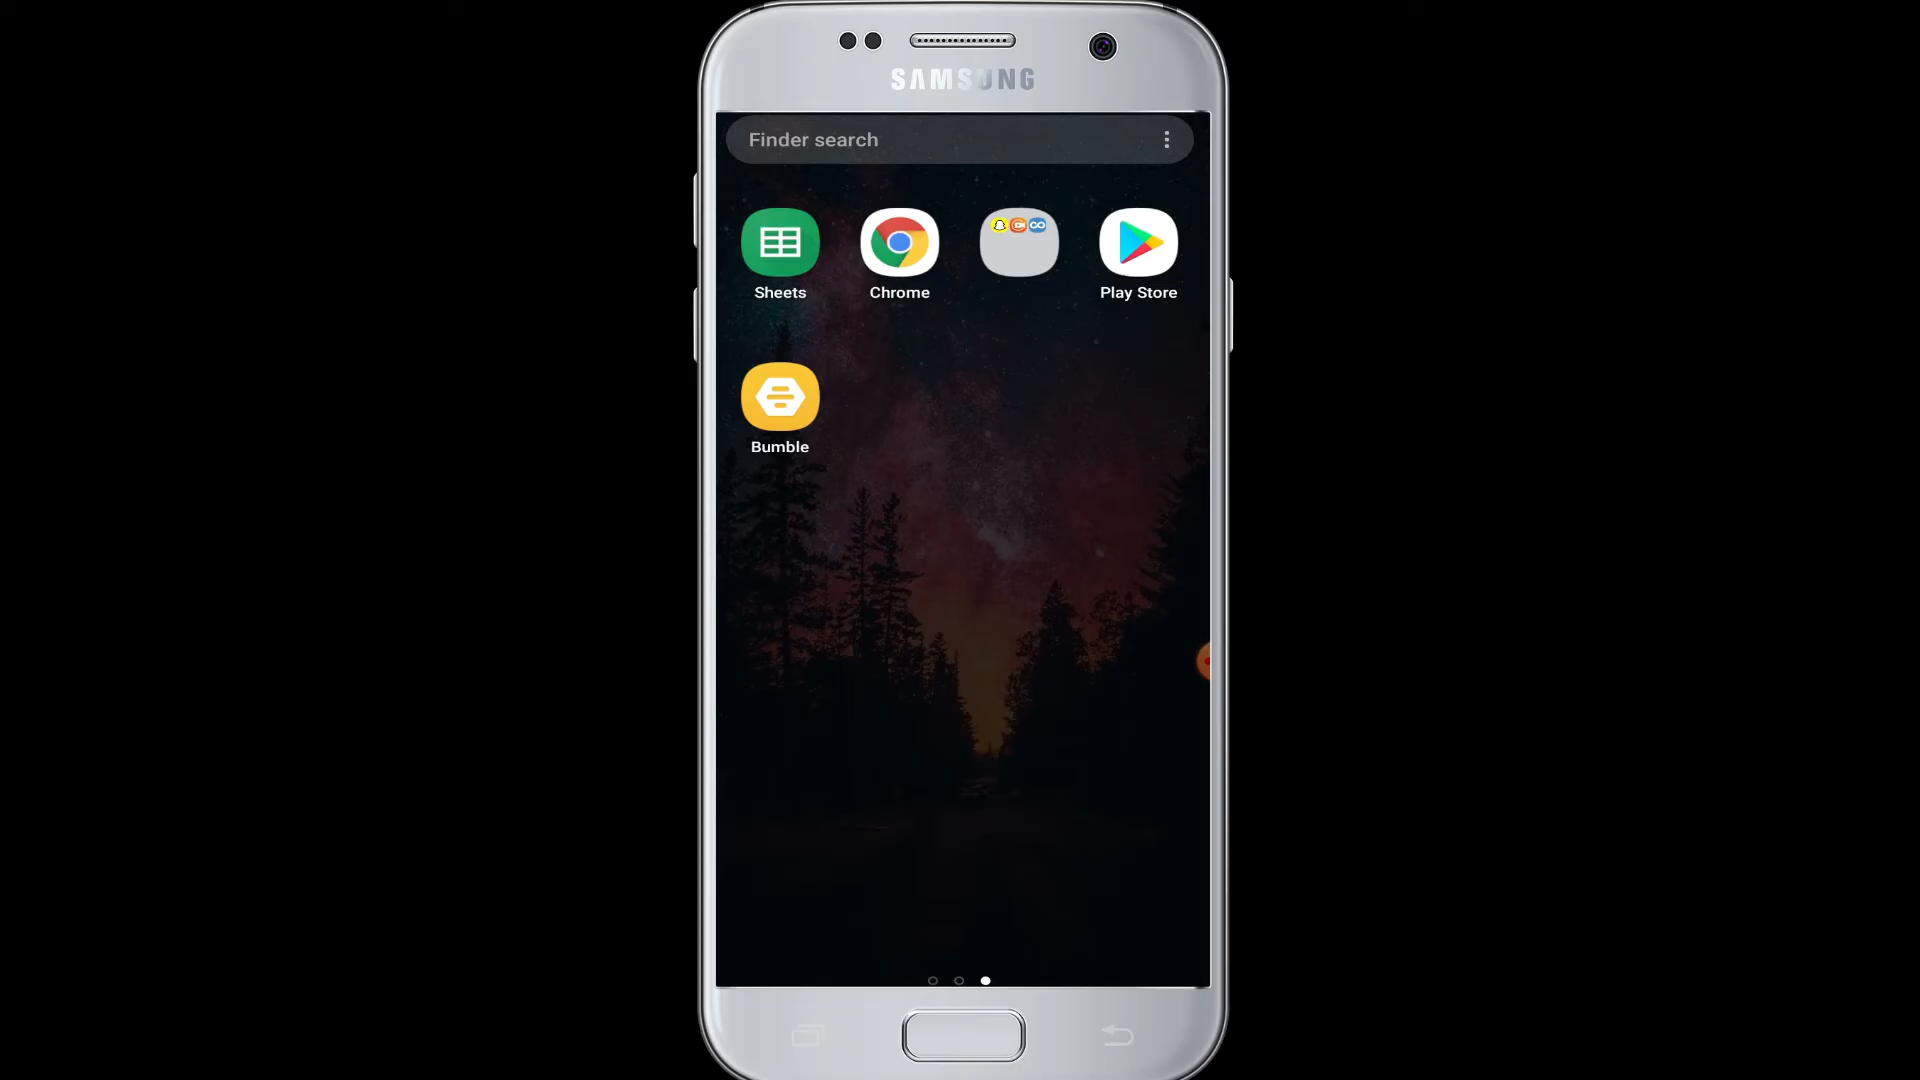 SAMSUNG
Finder search
Sheets
Chrome
Play Store
Bumble